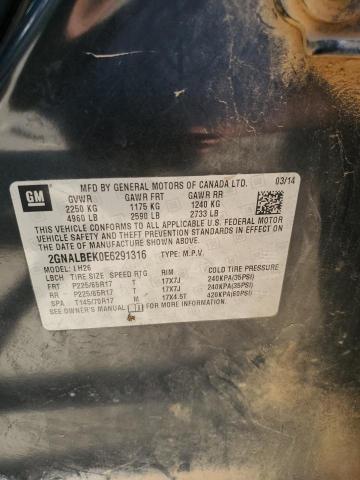 GM
MFD BY GENERAL MOTORS OF CANADA LTD. 03/14
GVWR GAWR FRT GAWR RR
2250 KG 1175 KG 1240 KG
4960 LB 2590 LB 2733 LB
THIS VEHICLE CONFORMS TO ALL APPLICABLE U.S. FEDERAL MOTOR
VEHICLE SAFETY, BUMPER, AND THEFT
PREVENTION STANDARDS IN EFFECT ON THE DATE OF
MANUFACTURE SHOWN ABOVE.
2GNALBEK0E6291316 TYPE: M.P.V.
MODEL: LH26
LBCH TIRE SIZE SPEED RTG RIM COLD TIRE PRESSURE
FRT P225/65R17 T 17X7J 240KPA(35PSI)
RR P225/65R17 T 17X7J 240KPA(35PSI)
SPA T145/70R17 M 17X4.5T 420KPA(60PSI)
SEE OWNER'S MANUAL FOR MORE INFORMATION.